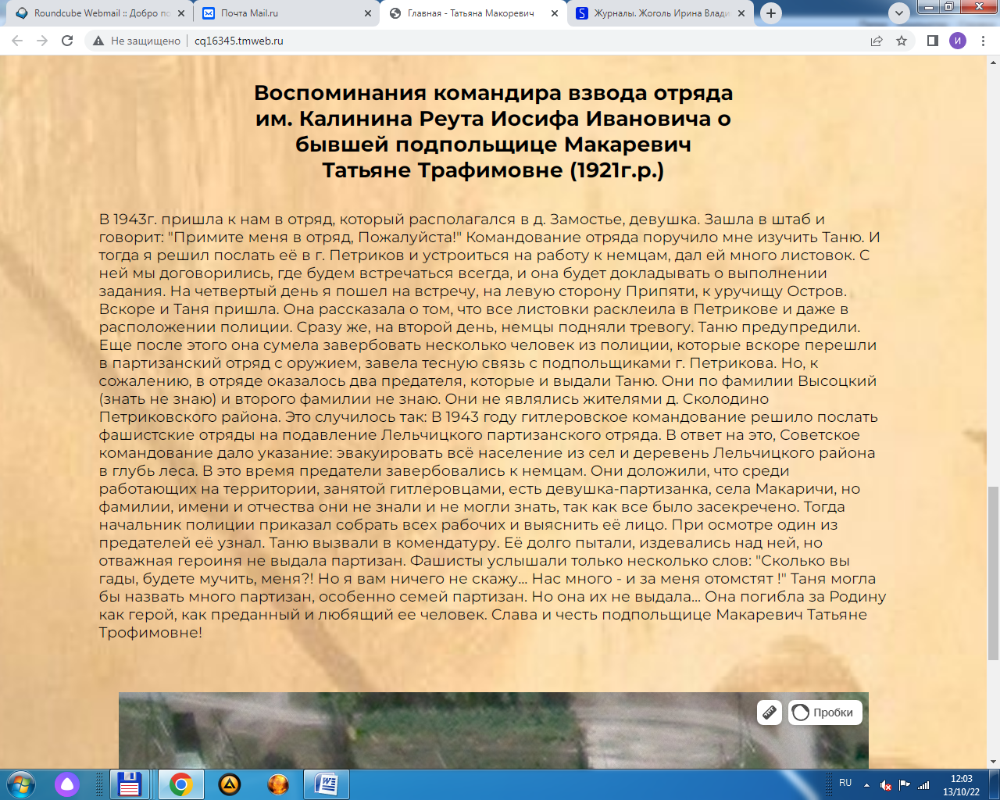 Roundcube Webmail :: Добро по
Почта Mail.ru
Главная - Татьяна Макоревич
Журналы. Жоголь Ирина Влади
Не защищено
cq16345.tmweb.ru
И
Воспоминания командира взвода отряда
им. Калинина Реута Иосифа Ивановича о
бывшей подпольщице Макаревич
Татьяне Трафимовне (1921г.р.)
В 1943г. пришла к нам в отряд, который располагался в д. Замостье, девушка. Зашла в штаб и
говорит: "Примите меня в отряд, Пожалуйста!" Командование отряда поручило мне изучить Таню. И
тогда я решил послать её в г. Петриков и устроиться на работу к немцам, дал ей много листовок. С
ней мы договорились, где будем встречаться всегда, и она будет докладывать о выполнении
задания. На четвертый день я пошел на встречу, на левую сторону Припяти, к уручищу Остров.
Вскоре и Таня пришла. Она рассказала о том, что все листовки расклеила в Петрикове и даже в
расположении полиции. Сразу же, на второй день, немцы подняли тревогу. Таню предупредили.
Еще после этого она сумела завербовать несколько человек из полиции, которые вскоре перешли
в партизанский отряд с оружием, завела тесную связь с подпольщиками г. Петрикова. Но, к
сожалению, в отряде оказалось два предателя, которые и выдали Таню. Они по фамилии Высоцкий
(знать не знаю) и второго фамилии не знаю. Они не являлись жителями д. Сколодино
Петриковского района. Это случилось так: В 1943 году гитлеровское командование решило послать
фашистские отряды на подавление Лельчицкого партизанского отряда. В ответ на это, Советское
командование дало указание: эвакуировать всё население из сел и деревень Лельчицкого района
в глубь леса. В это время предатели завербовались к немцам. Они доложили, что среди
работающих на территории, занятой гитлеровцами, есть девушка-партизанка, села Макаричи, но
фамилии, имени и отчества они не знали и не могли знать, так как все было засекречено. Тогда
начальник полиции приказал собрать всех рабочих и выяснить её лицо. При осмотре один из
предателей её узнал. Таню вызвали в комендатуру. Её долго пытали, издевались над ней, но
отважная героиня не выдала партизан. Фашисты услышали только несколько слов: "Сколько вы
гады, будете мучить, меня?! Но я вам ничего не скажу... Нас много - и за меня отомстят !" Таня могла
бы назвать много партизан, особенно семей партизан. Но она их не выдала... Она погибла за Родину
как герой, как преданный и любящий ее человек. Слава и честь подпольщице Макаревич Татьяне
Трофимовне!
Пробки
RU
12:03
13/10/22